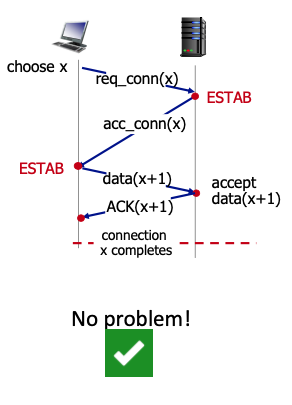 choose x
req_conn(x)
ESTAB
acc_conn(x)
ESTAB
data(x+1)
accept
data(x+1)
ACK(x+1)
connection
x completes
No problem!